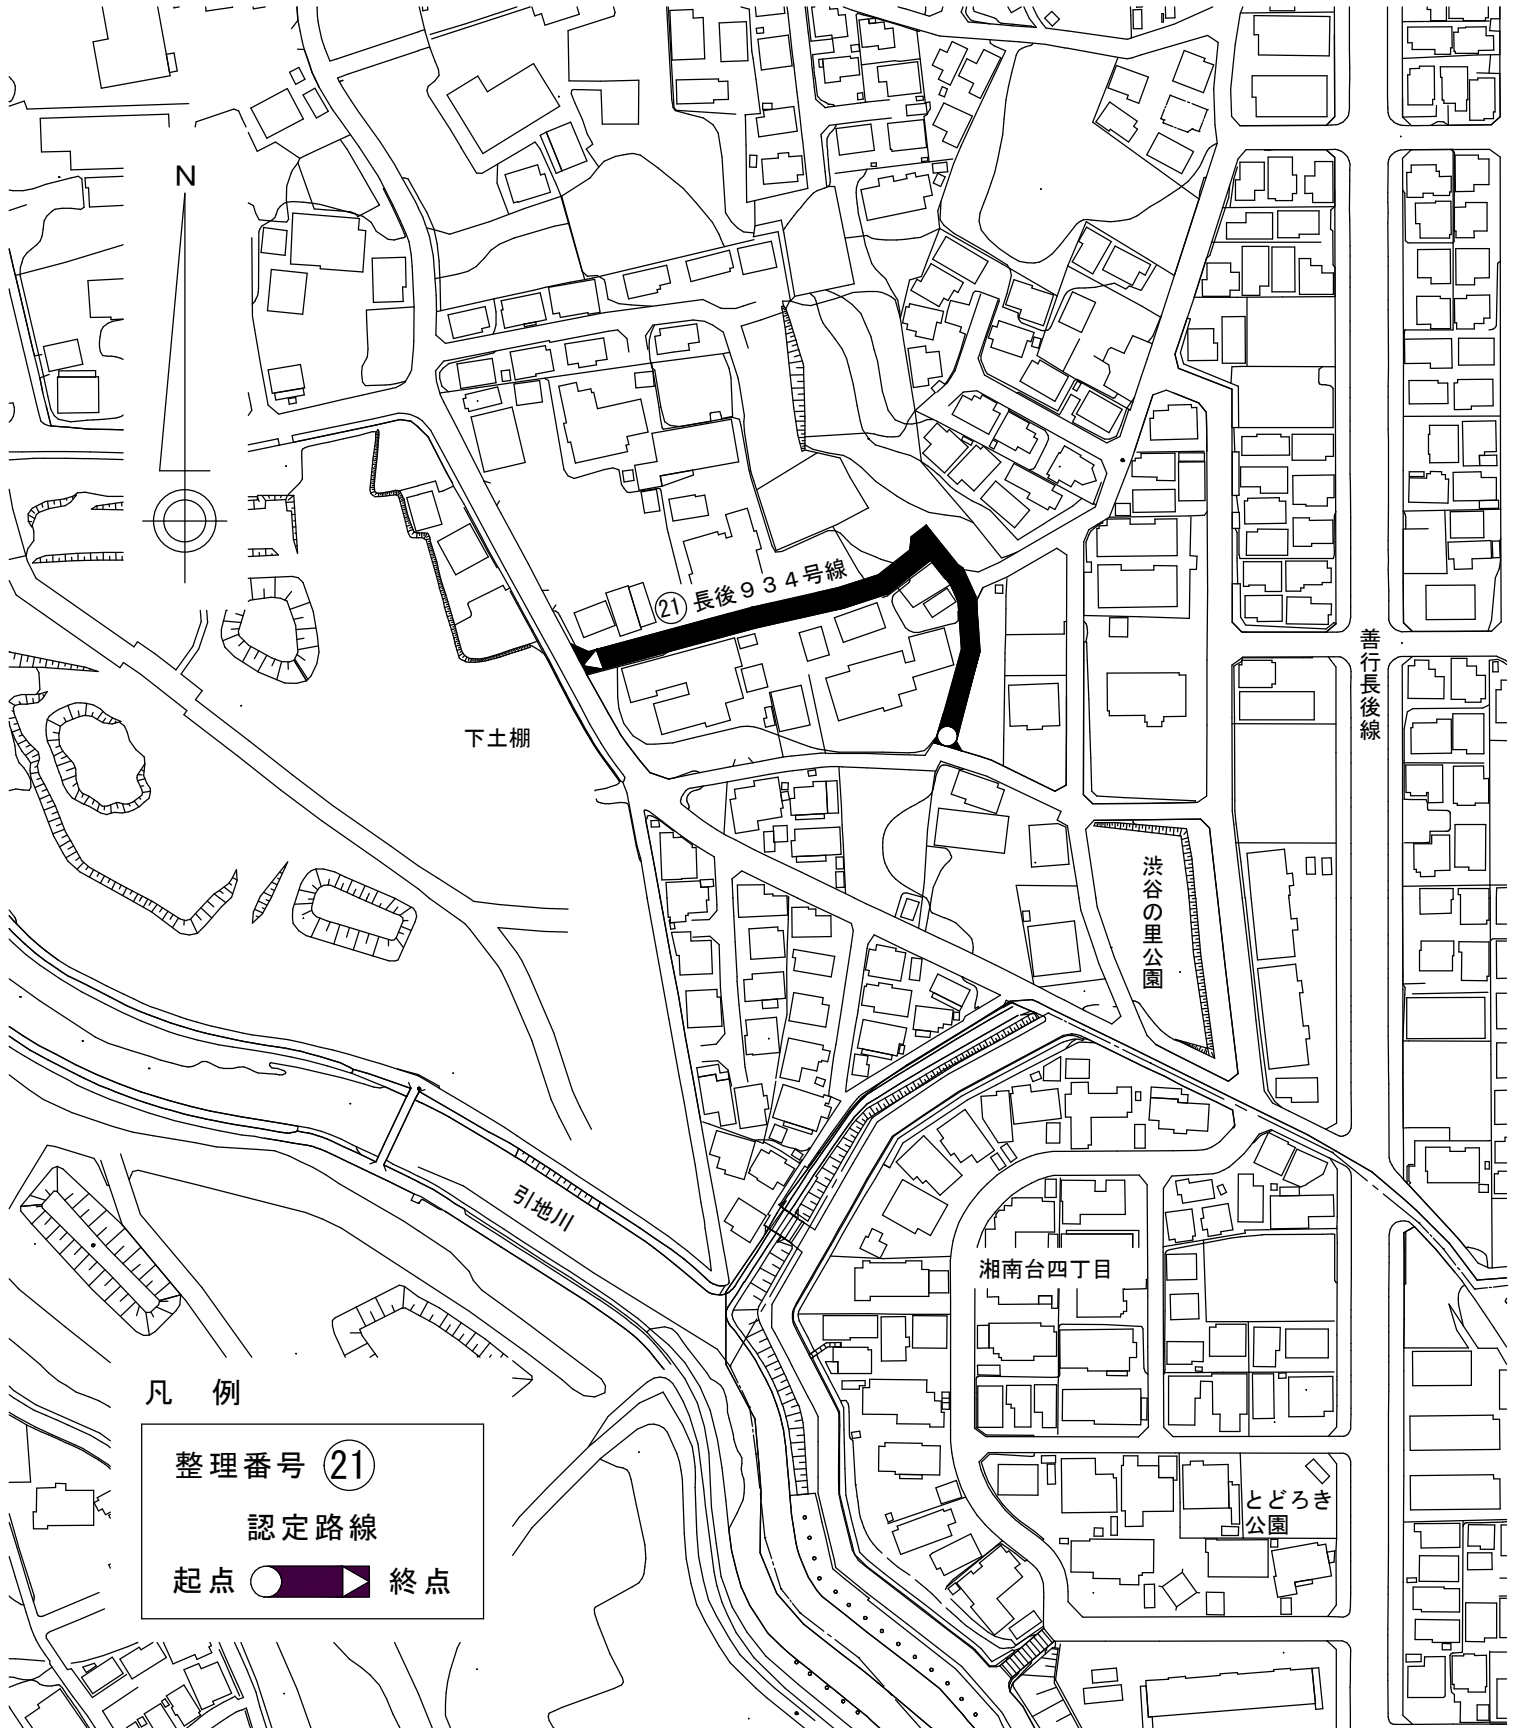 N
㉑ 長後９３４号線
善行長後線
下土棚
渋谷の里公園
引地川
湘南台四丁目
凡 例
整理番号 ㉑
認定路線
起点 終点
とどろき
公園